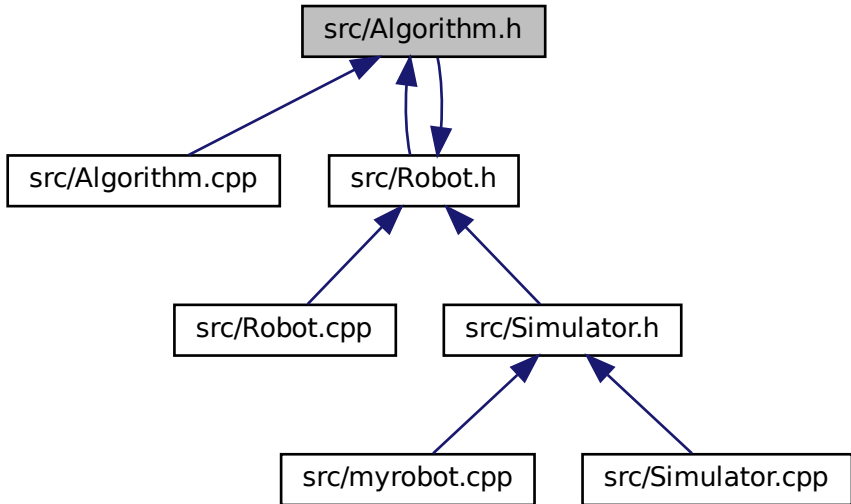 src/Algorithm.h
src/Algorithm.cpp
src/Robot.h
src/Robot.cpp
src/Simulator.h
src/myrobot.cpp
src/Simulator.cpp